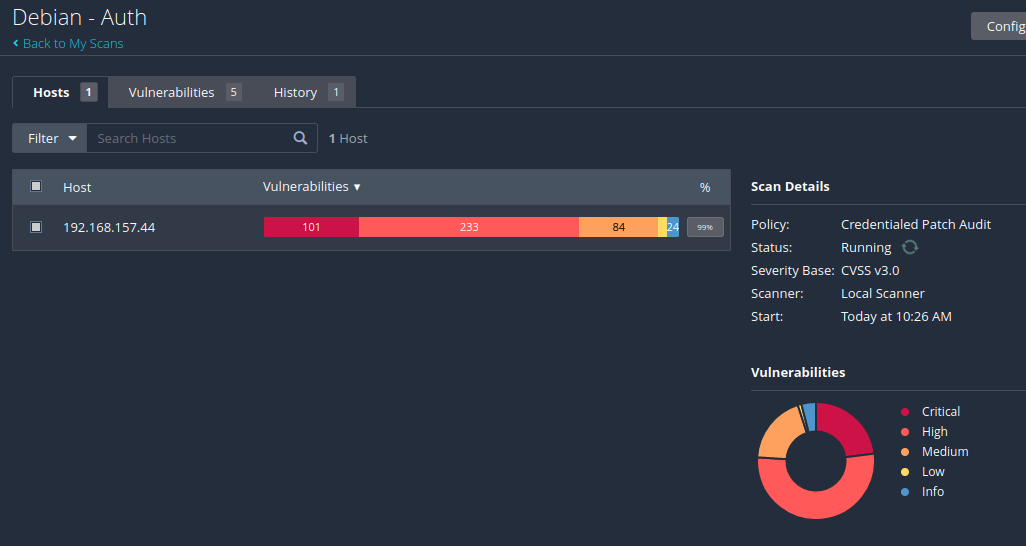 Debian - Auth
Back to My Scans
Config
Hosts 1 Vulnerabilities 5 History 1
Filter Search Hosts 1 Host
Host Vulnerabilities %
192.168.157.44 101 233 84 24 99%
Scan Details
Policy: Credentialed Patch Audit
Status: Running
Severity Base: CVSS v3.0
Scanner: Local Scanner
Start: Today at 10:26 AM
Vulnerabilities
Critical
High
Medium
Low
Info